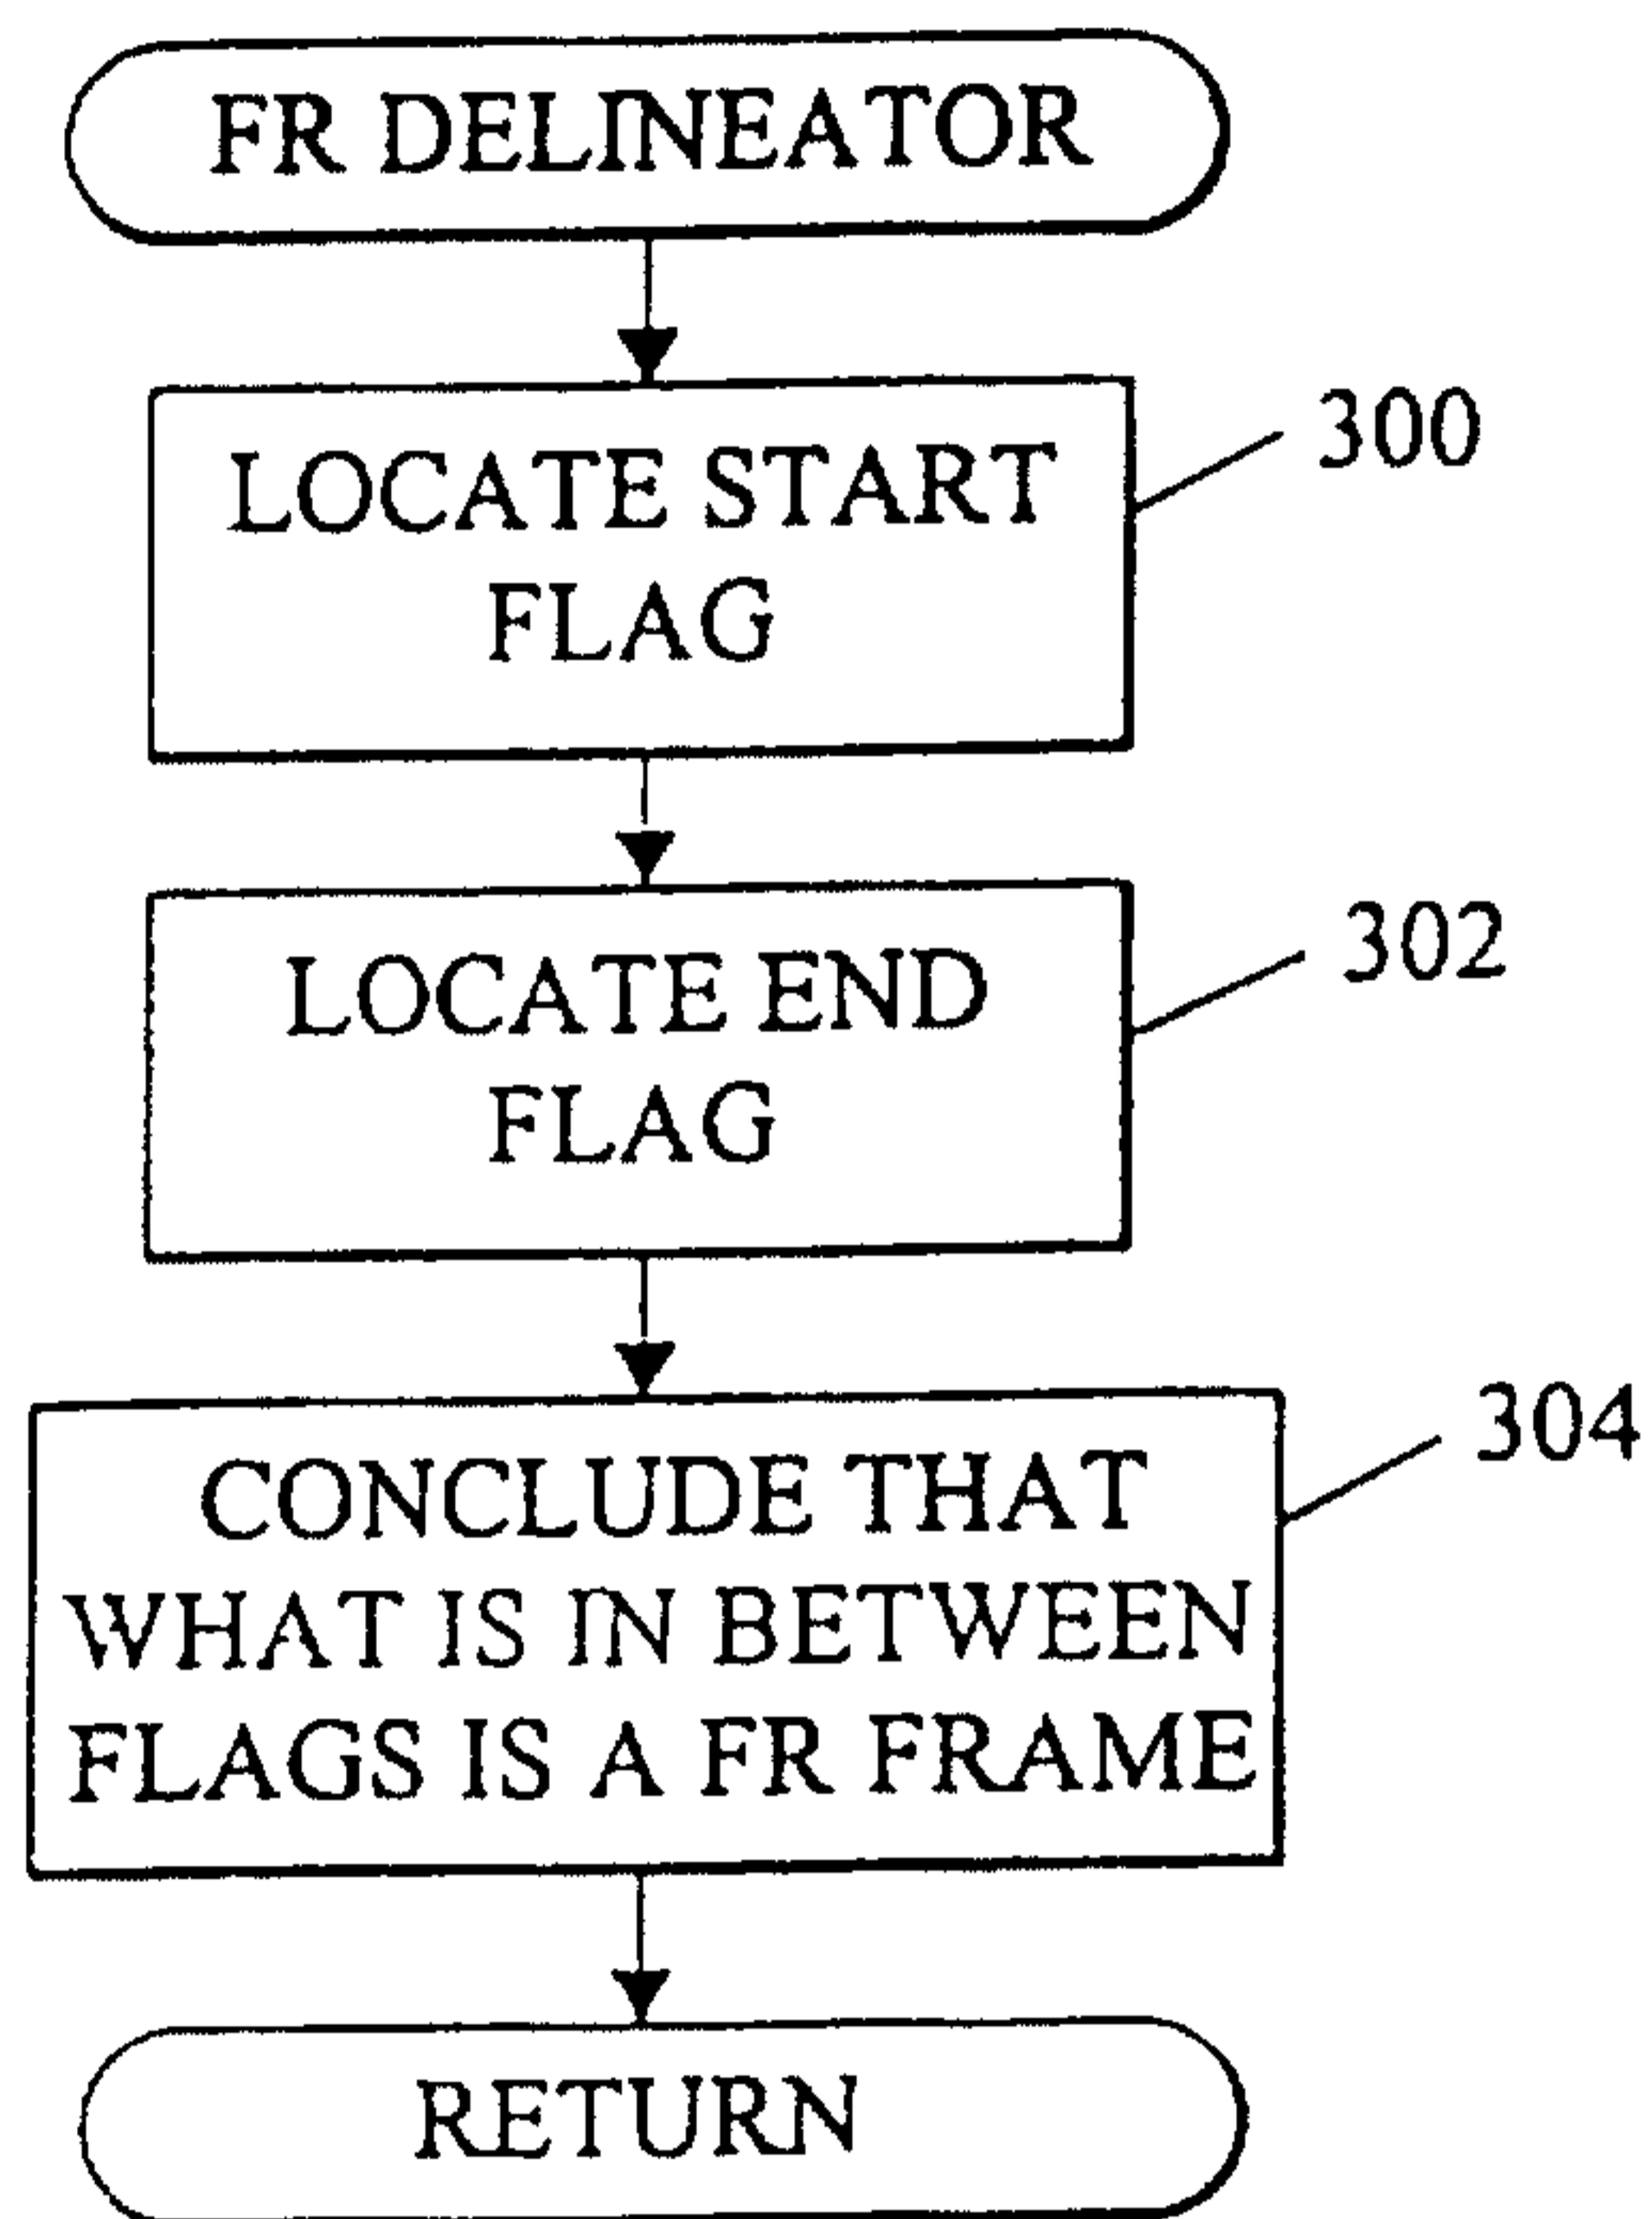 FR DELINEATOR
LOCATE START
FLAG
300
LOCATE END
FLAG
302
CONCLUDE THAT
WHAT IS IN BETWEEN
FLAGS IS A FR FRAME
304
RETURN